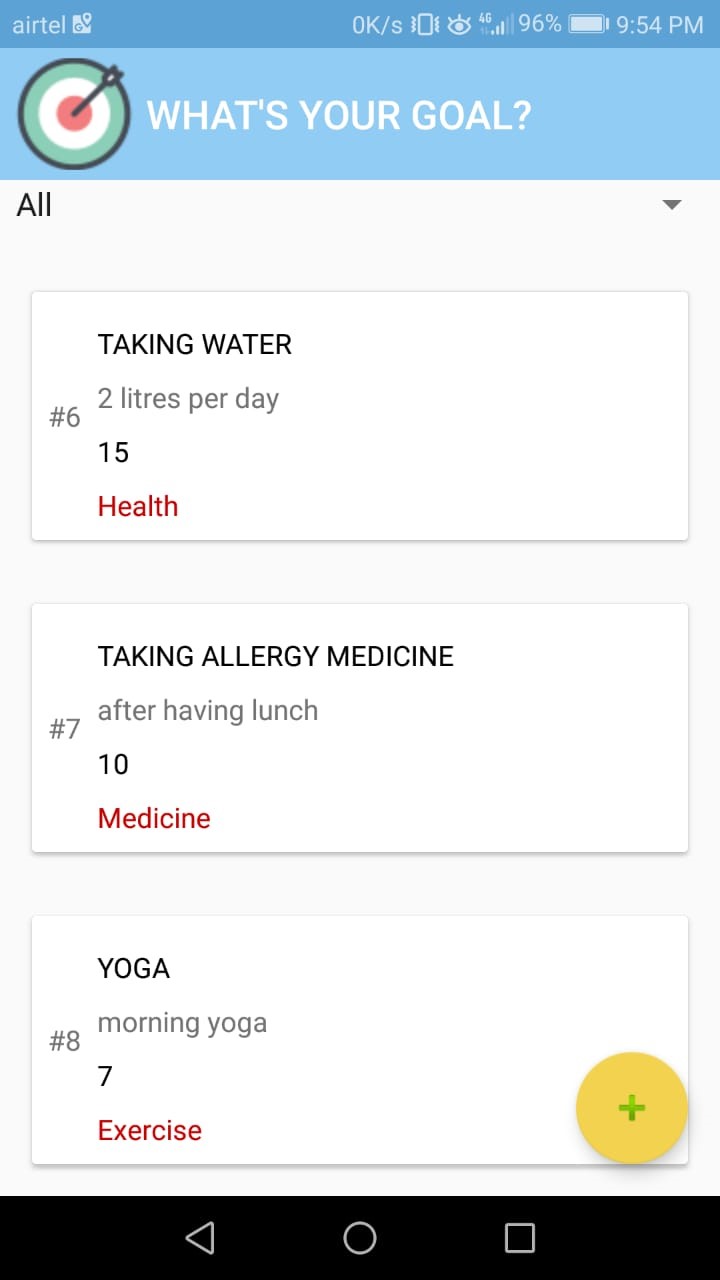 airtel 0K/s 4G 96% 9:54 PM
WHAT'S YOUR GOAL?
All
TAKING WATER
2 litres per day
#6
15
Health
TAKING ALLERGY MEDICINE
after having lunch
#7
10
Medicine
YOGA
morning yoga
#8
7
Exercise